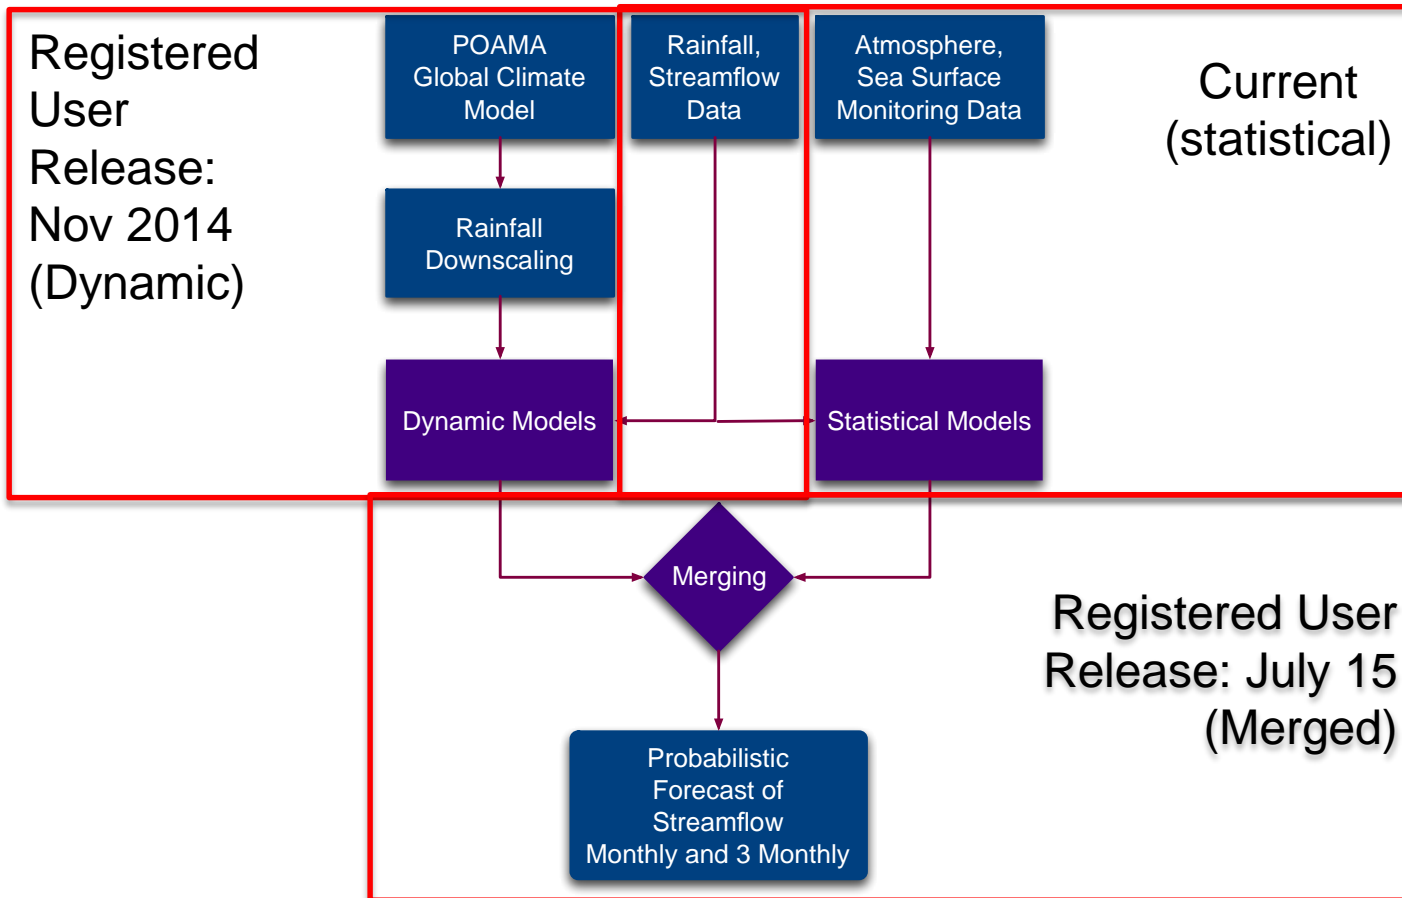 Registered
User
Release:
Nov 2014
(Dynamic)
POAMA
Global Climate
Model
Rainfall,
Streamflow
Data
Atmosphere,
Sea Surface
Monitoring Data
Current
(statistical)
Rainfall
Downscaling
Dynamic Models
Statistical Models
Merging
Registered User
Release: July 15
(Merged)
Probabilistic
Forecast of
Streamflow
Monthly and 3 Monthly